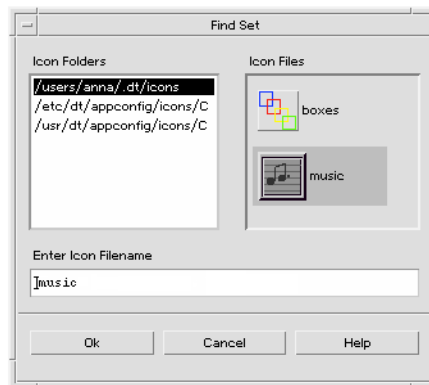 Find Set
Icon Folders
/users/anna/.dt/icons
/etc/dt/appconfig/icons/C
/usr/dt/appconfig/icons/C
Icon Files
boxes
music
Enter Icon Filename
music
Ok
Cancel
Help